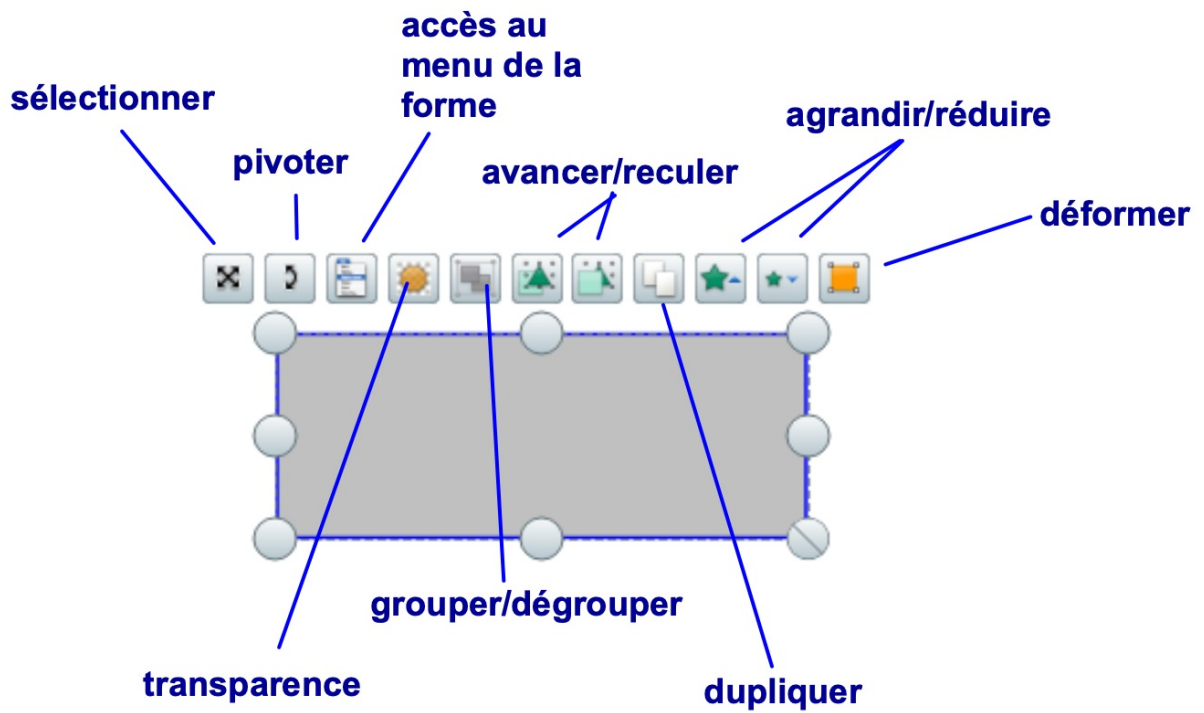 accès au
menu de la
forme
sélectionner
agrandir/réduire
pivoter
avancer/reculer
déformer
grouper/dégrouper
transparence
dupliquer